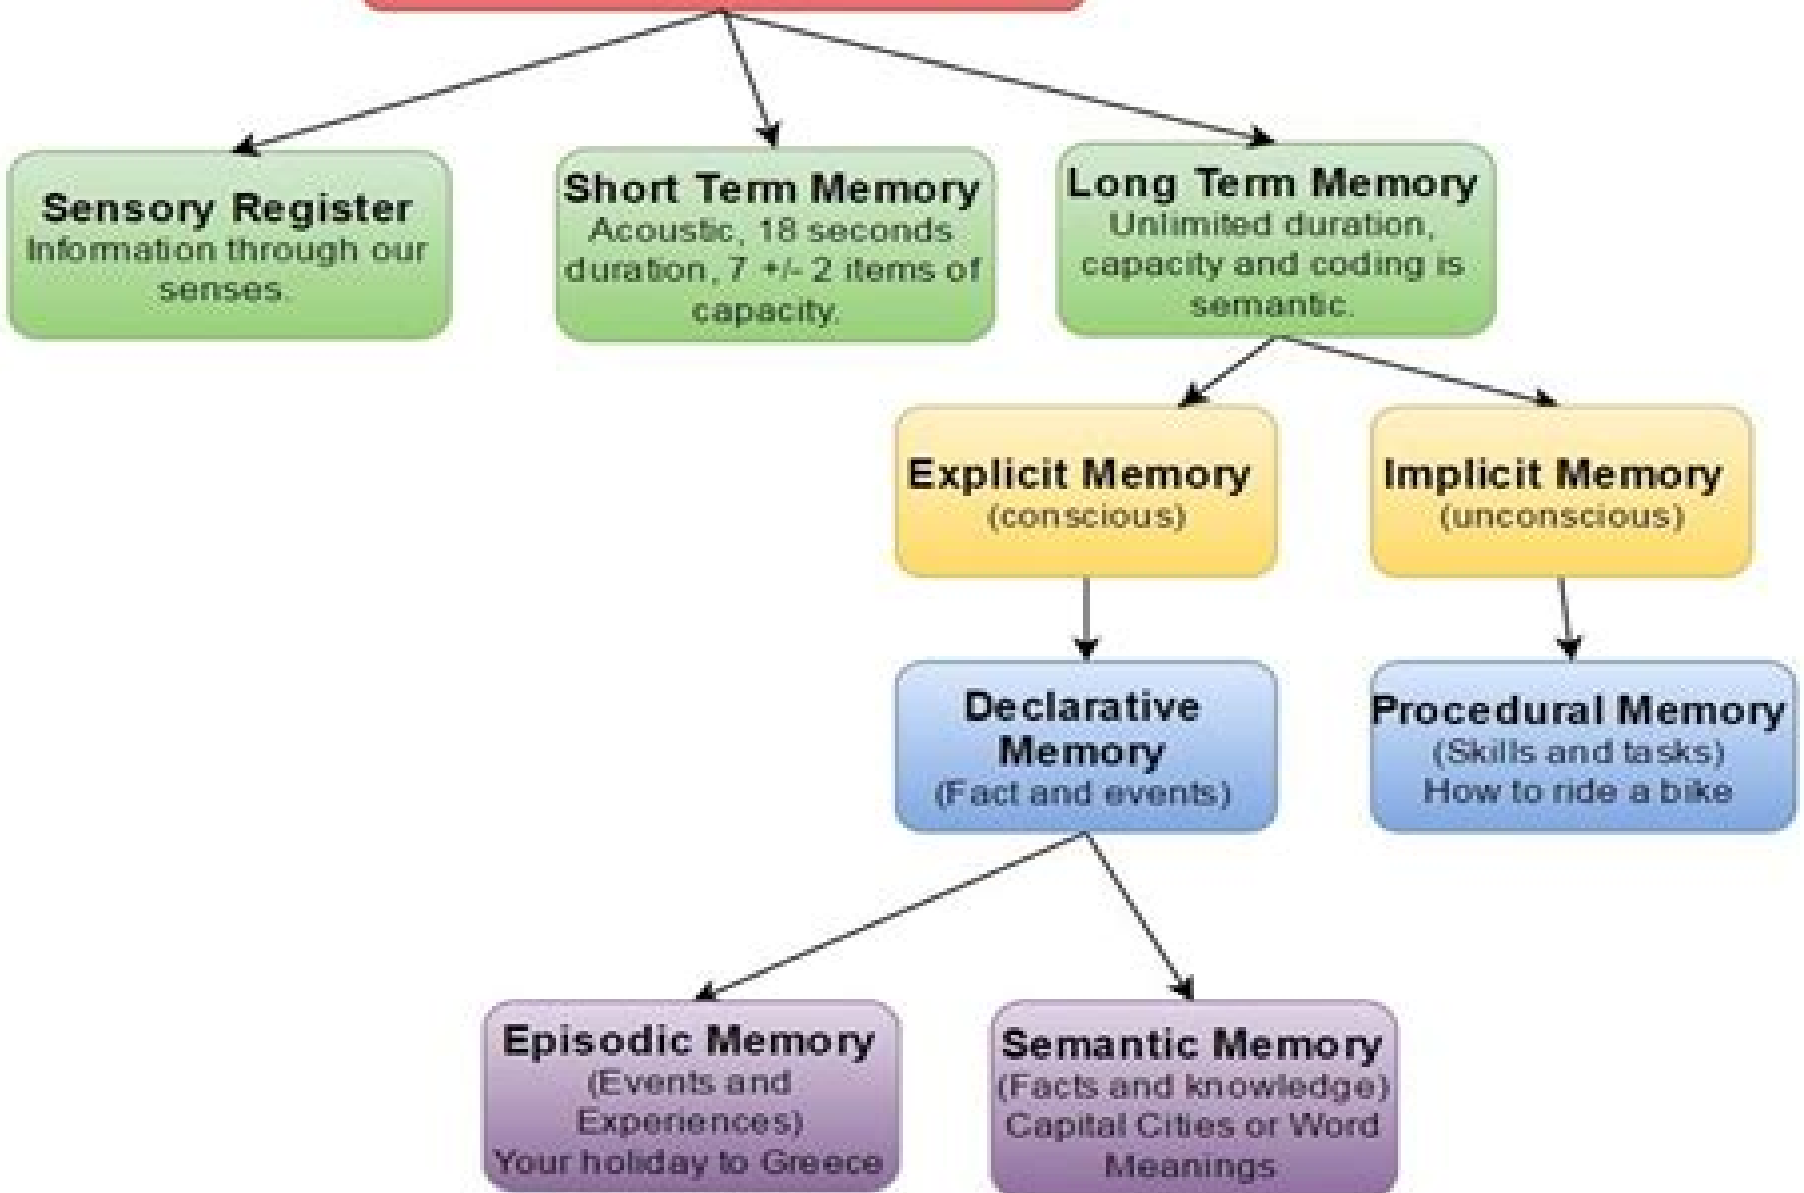 Sensory Register
Information through our
senses.
Short Term Memory
Acoustic, 18 seconds
duration, 7 +/- 2 items of
capacity.
Long Term Memory
Unlimited duration,
capacity and coding is
semantic.
Explicit Memory
(conscious)
Implicit Memory
(unconscious)
Declarative
Memory
(Fact and events)
Procedural Memory
(Skills and tasks)
How to ride a bike
Episodic Memory
(Events and
Experiences)
Your holiday to Greece
Semantic Memory
(Facts and knowledge)
Capital Cities or Word
Meanings